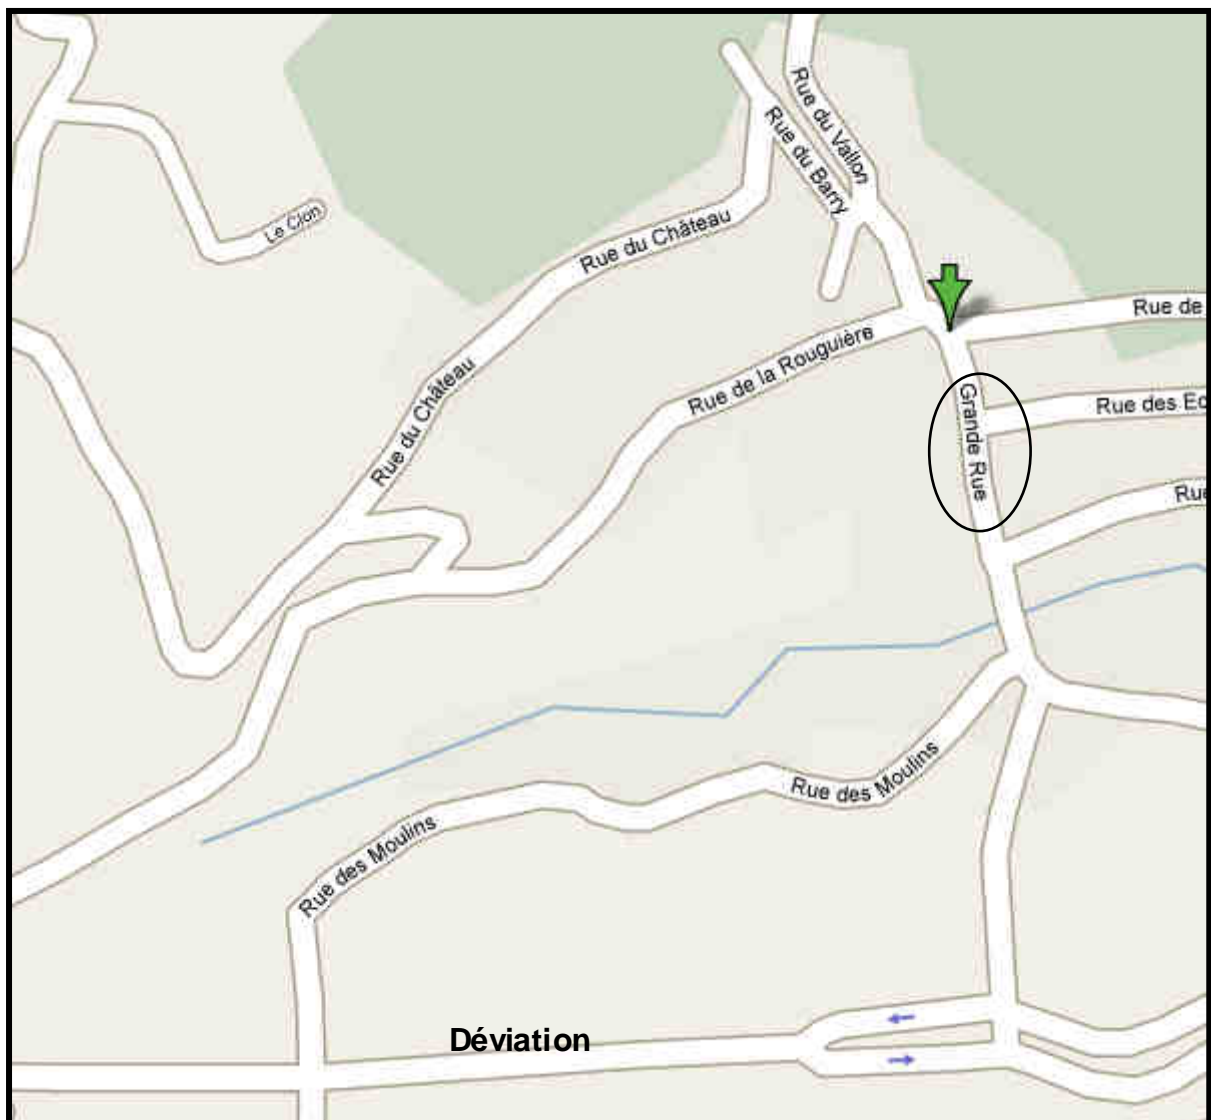 Rue du Vallon
Rue du Barry
Le Clon
Rue du Château
Rue de
Rue du Château
Rue de la Rouguière
Grande Rue
Rue des Ec
Rue
Rue des Moulins
Rue des Moulins
Déviation